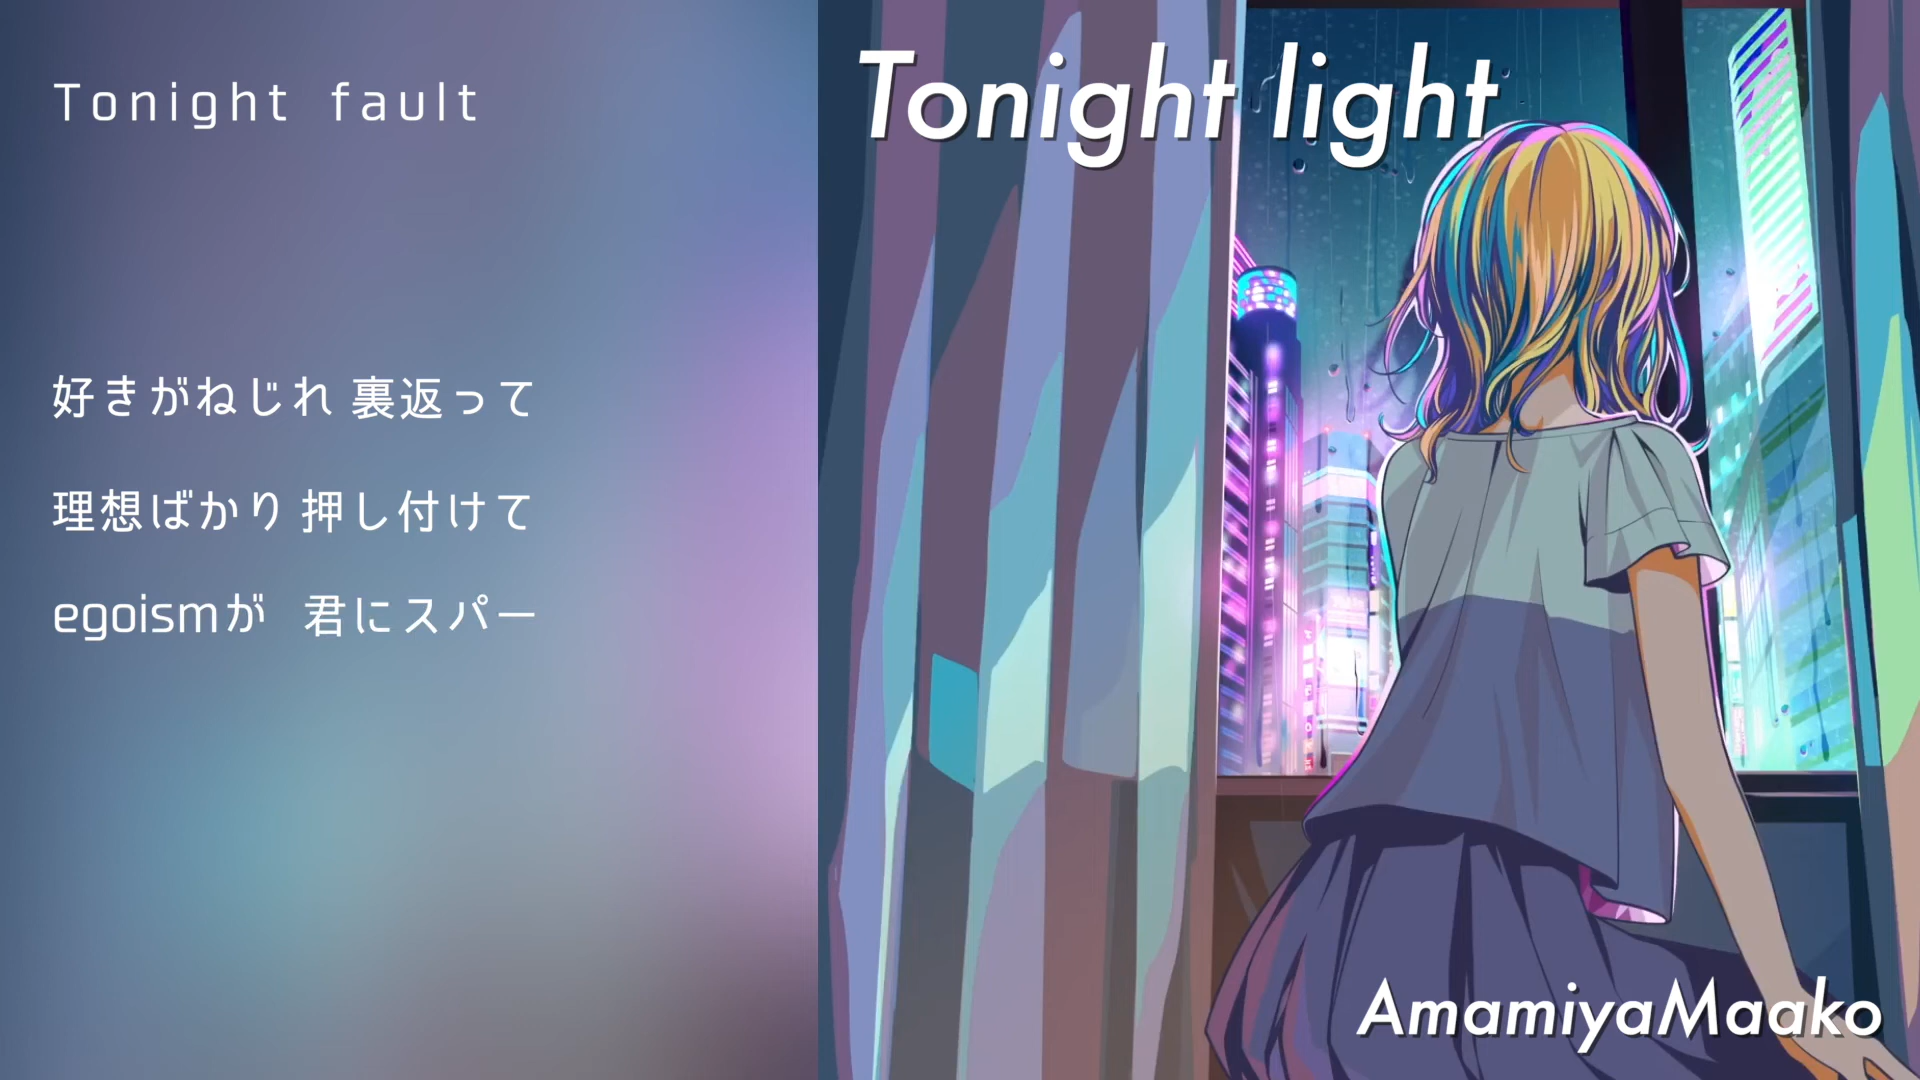 Tonight fault
好きがねじれ 裏返って
理想ばかり 押し付けて
egoismが 君にスパー
Tonight light
AmamiyaMaako